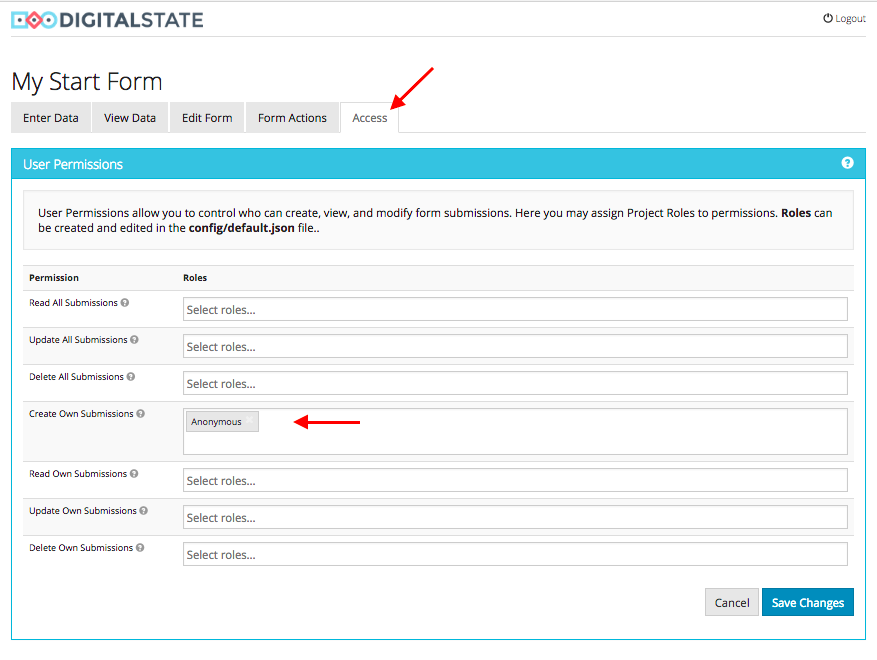 DIGITALSTATE
Logout
My Start Form
Enter Data
View Data
Edit Form
Form Actions
Access
User Permissions
User Permissions allow you to control who can create, view, and modify form submissions. Here you may assign Project Roles to permissions. Roles can
be created and edited in the config/default.json file..
Permission
Roles
Read All Submissions
Select roles...
Update All Submissions
Select roles...
Delete All Submissions
Select roles...
Create Own Submissions
Anonymous
Read Own Submissions
Select roles...
Update Own Submissions
Select roles...
Delete Own Submissions
Select roles...
Cancel
Save Changes